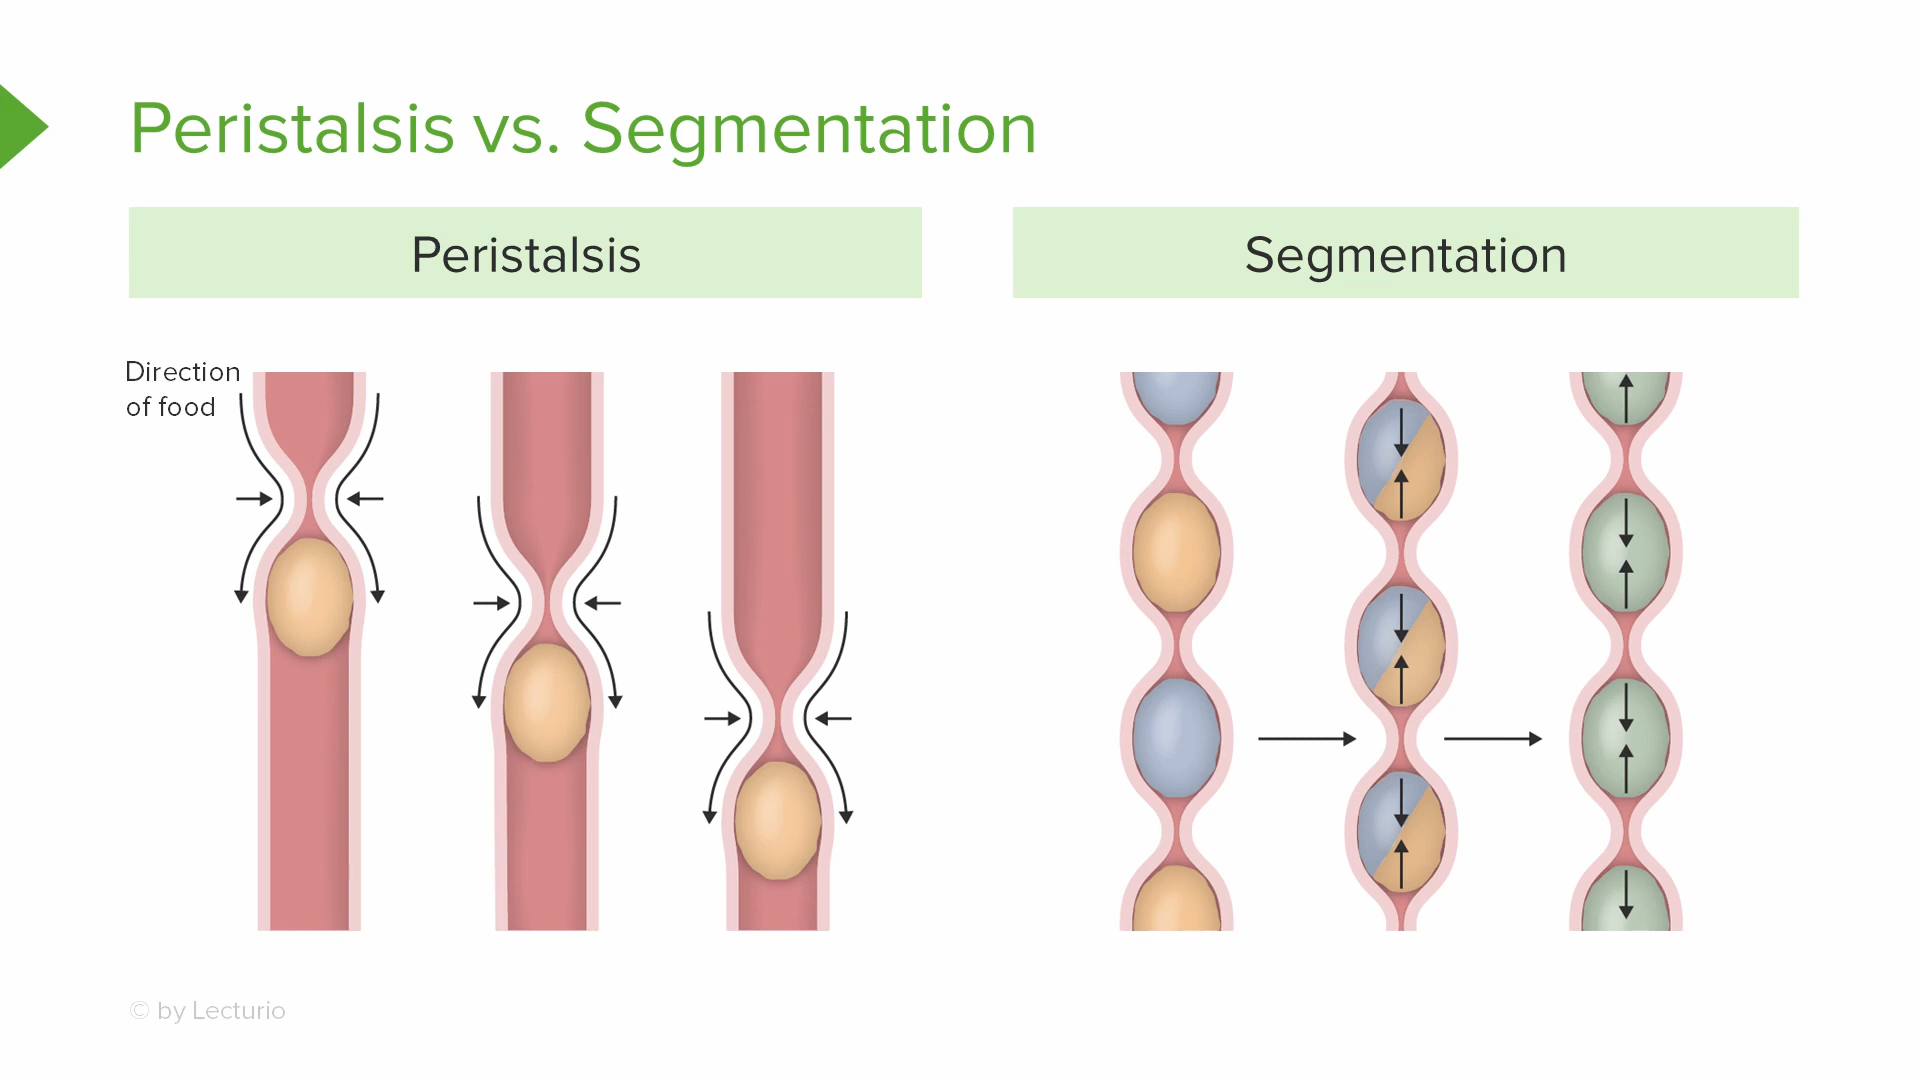 Peristalsis vs. Segmentation
Peristalsis
Segmentation
Direction
of food
© by Lecturio